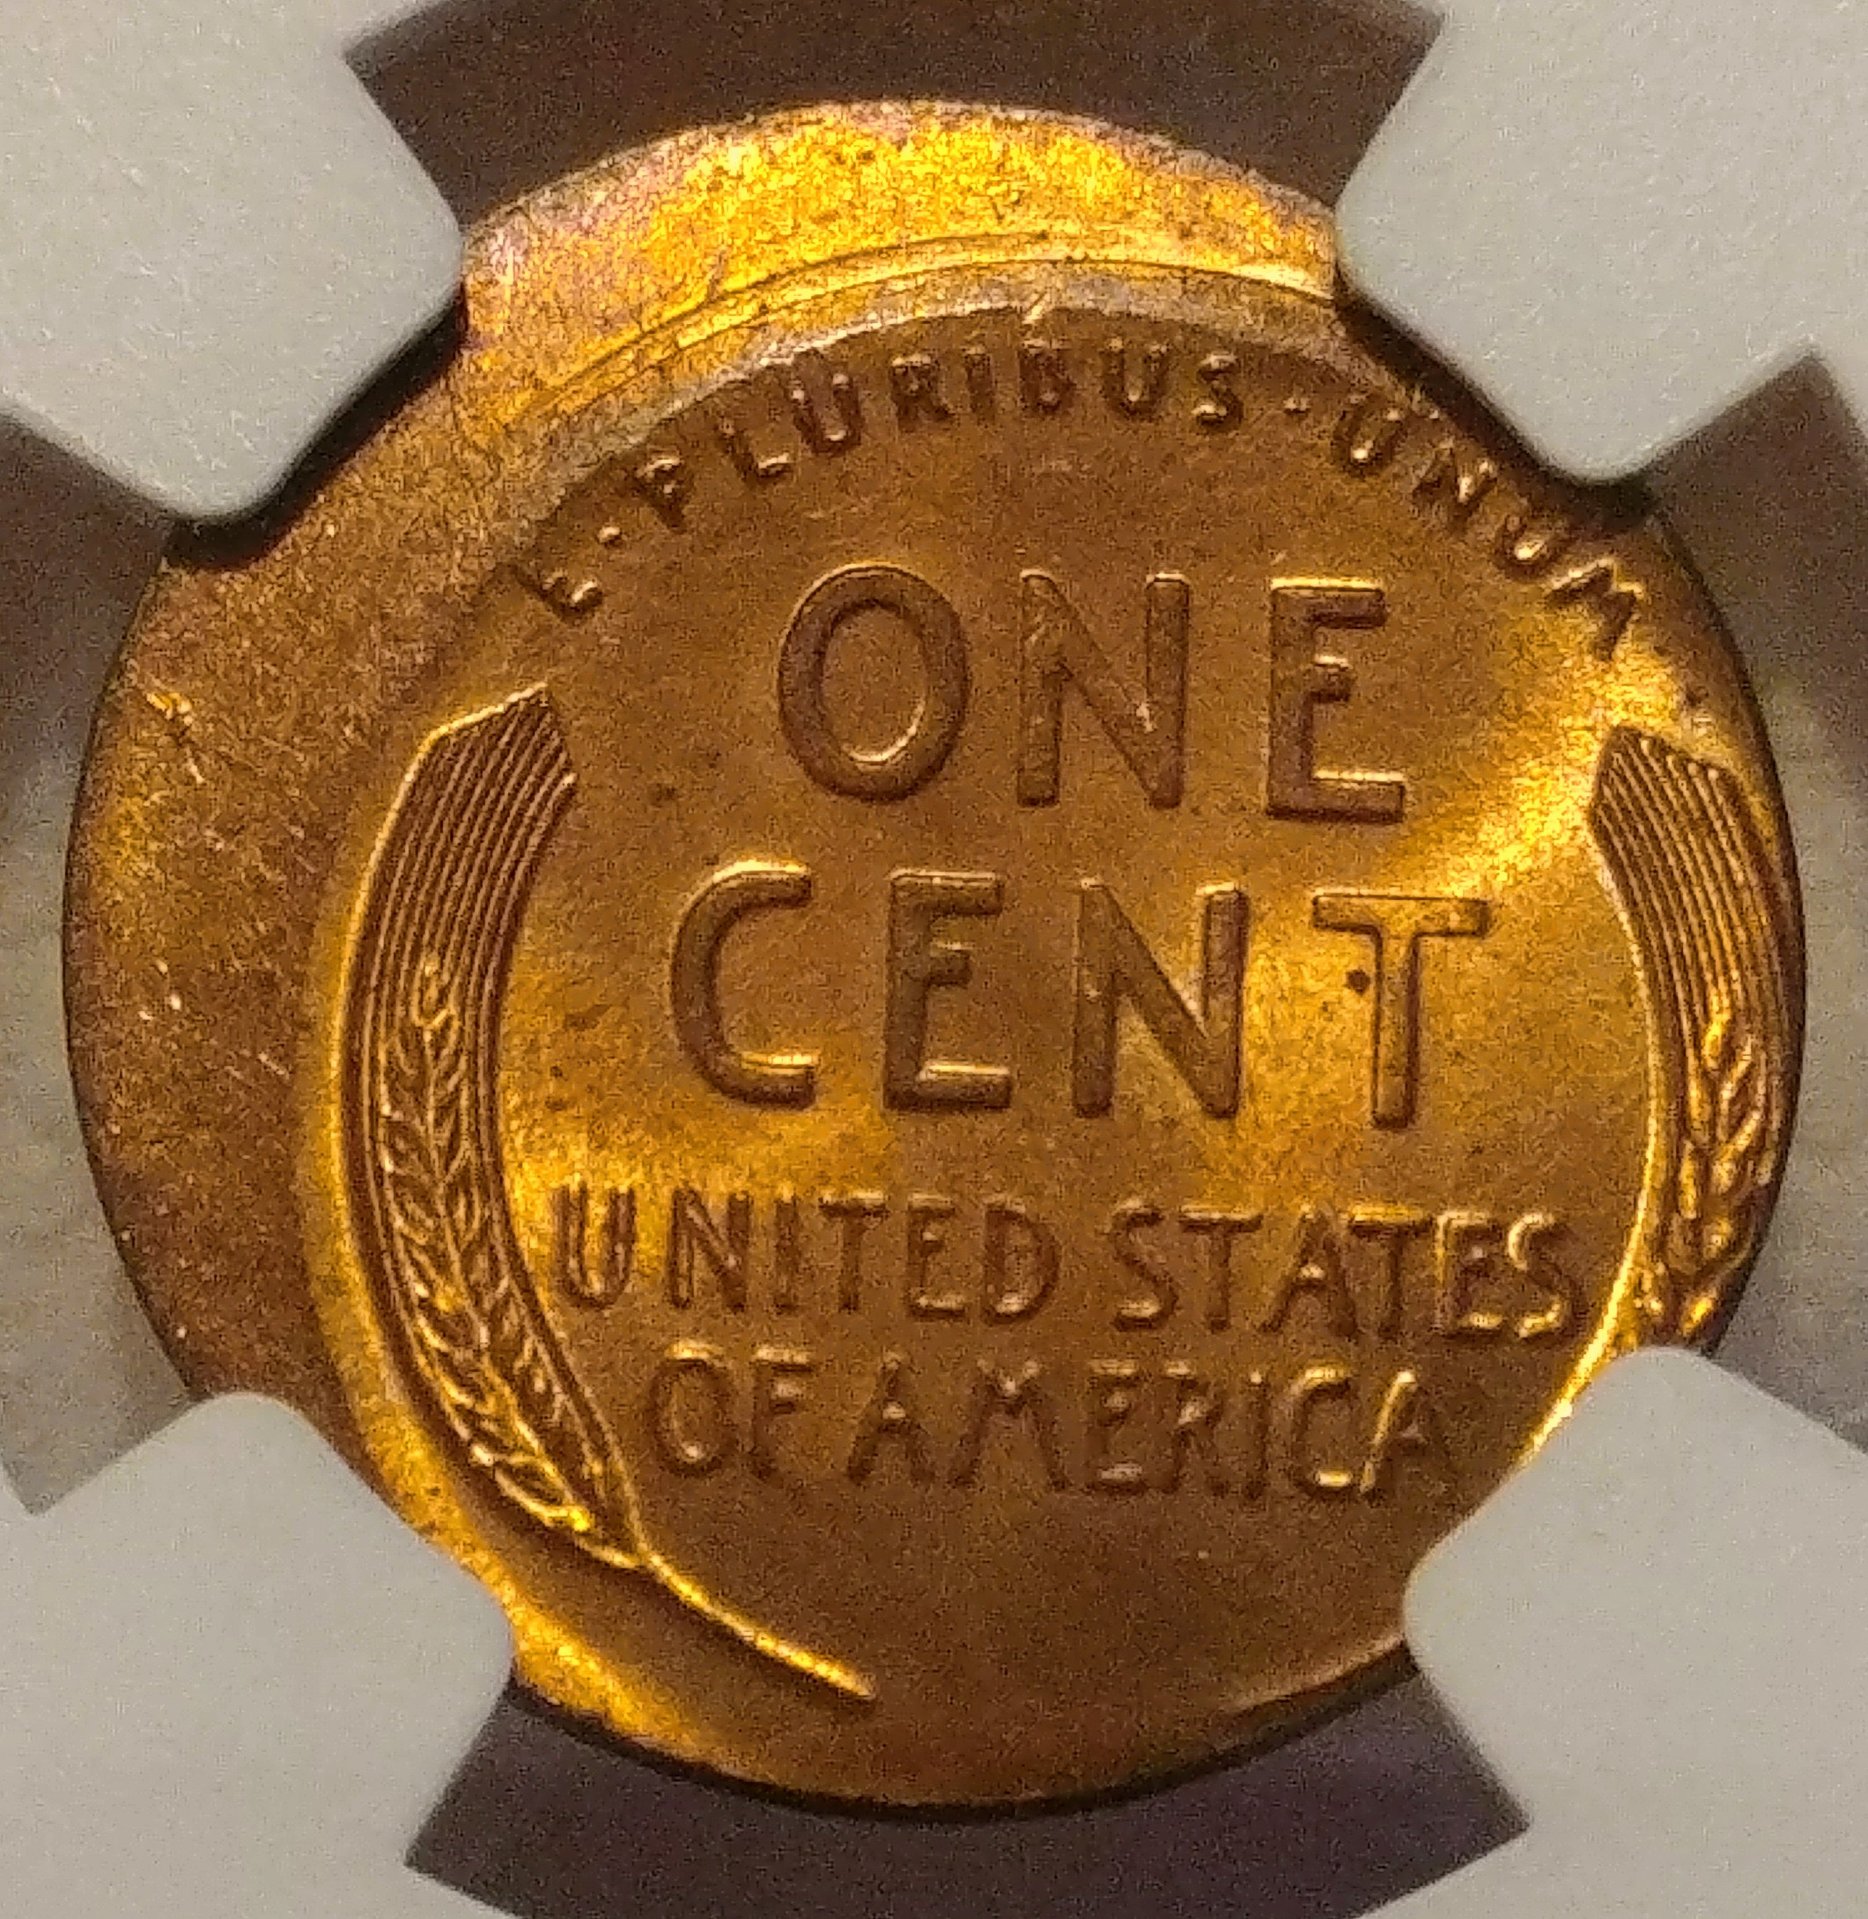 E·PLURIBUS·UNUM
ONE
CENT
UNITED STATES
OF AMERICA